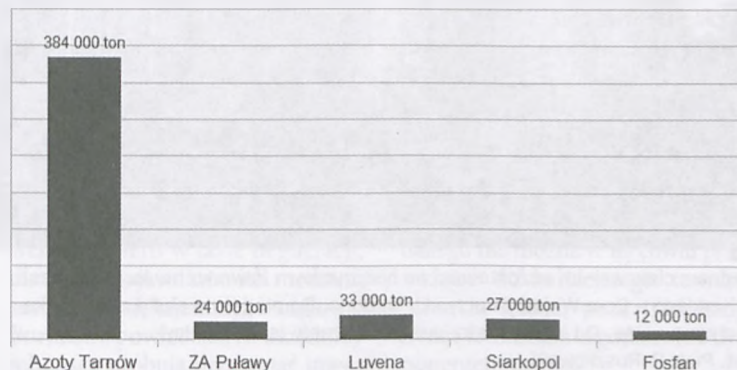 384 000 ton
24 000 ton
33 000 ton
27 000 ton
12 000 ton
Azoty Tarnów
ZA Puławy
Luvena
Siarkopol
Fosfan